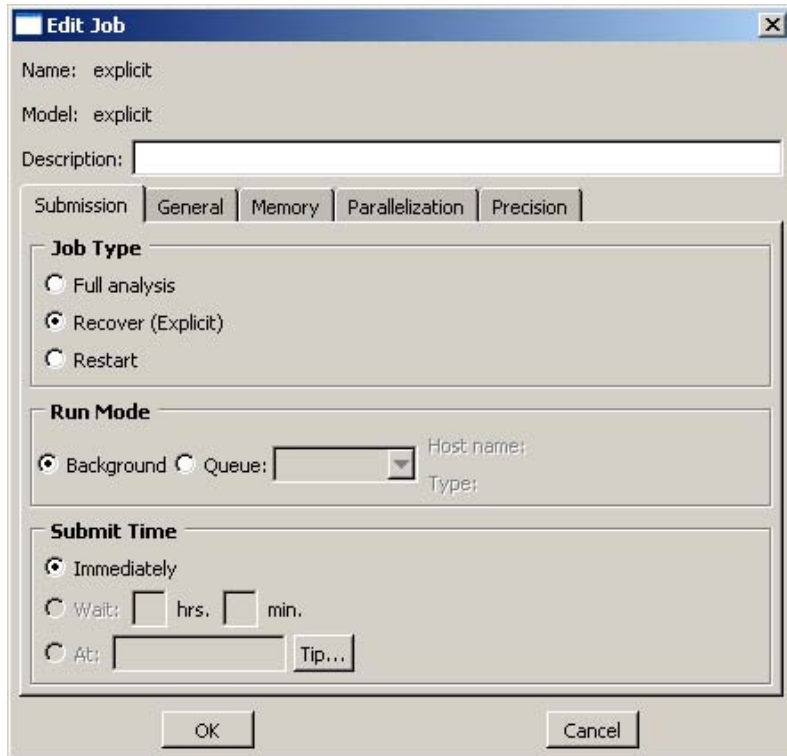 Edit Job
Name: explicit
Model: explicit
Description:
Submission General Memory Parallelization Precision
Job Type
Full analysis
Recover (Explicit)
Restart
Run Mode
Background Queue: Host name:
Type:
Submit Time
Immediately
Wait: hrs. min.
At: Tip...
OK Cancel